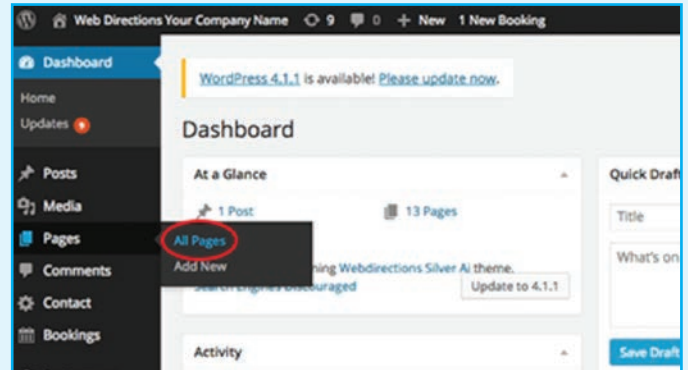 Web Directions Your Company Name 9 0 + New 1 New Booking
Dashboard
Home
Updates 9
Posts
Media
Pages
Comments
Contact
Bookings
WordPress 4.1.1 is available! Please update now.
Dashboard
At a Glance
1 Post 13 Pages
All Pages
Add New
ning Webdirections Silver Ai theme.
Search Engines Discouraged
Update to 4.1.1
Activity
Quick Draft
Title
What's on
Save Draft